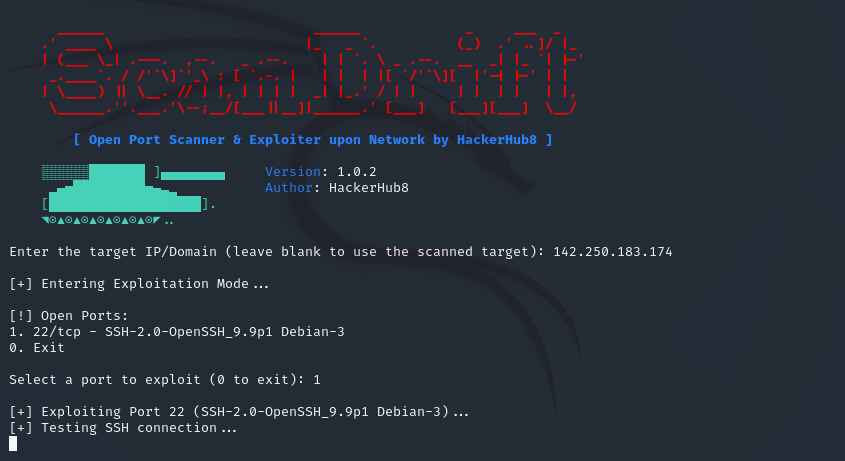 ScanDrift
[ Open Port Scanner & Exploiter upon Network by HackerHub8 ]
Version: 1.0.2
Author: HackerHub8
Enter the target IP/Domain (leave blank to use the scanned target): 142.250.183.174
[+] Entering Exploitation Mode...
[!] Open Ports:
1. 22/tcp - SSH-2.0-OpenSSH_9.9p1 Debian-3
0. Exit
Select a port to exploit (0 to exit): 1
[+] Exploiting Port 22 (SSH-2.0-OpenSSH_9.9p1 Debian-3)...
[+] Testing SSH connection...